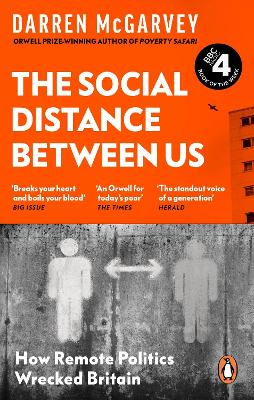 DARREN McGARVEY
ORWELL PRIZE-WINNING AUTHOR OF POVERTY SAFARI
BBC RADIO
4
BOOK OF THE WEEK
THE SOCIAL
DISTANCE
BETWEEN US
‘Breaks your heart
and boils your blood’
BIG ISSUE
‘An Orwell for
today’s poor’
THE TIMES
‘The standout voice
of a generation’
HERALD
How Remote Politics
Wrecked Britain